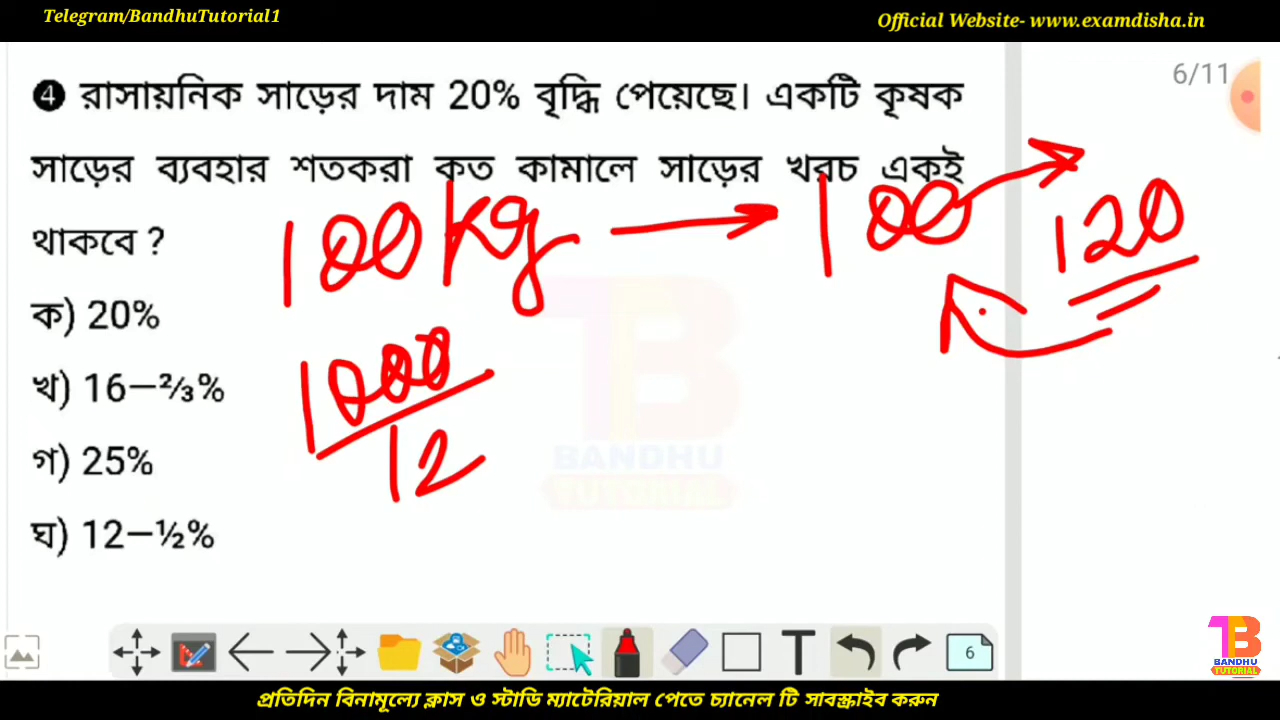 Telegram/BandhuTutorial1
Official Website- www.examdisha.in
6/11
❹ রাসায়নিক সাড়ের দাম 20% বৃদ্ধি পেয়েছে। একটি কৃষক
সাড়ের ব্যবহার শতকরা কত কামালে সাড়ের খরচ একই
থাকবে ?
100 kg → 100 → 120
ক) 20%
1000
12
খ) 16–⅔%
গ) 25%
ঘ) 12–½%
BANDHU
TUTORIAL
T
6
BANDHU
TUTORIAL
প্রতিদিন বিনামূল্যে ক্লাস ও স্টাডি ম্যাটেরিয়াল পেতে চ্যানেল টি সাবস্ক্রাইব করুন